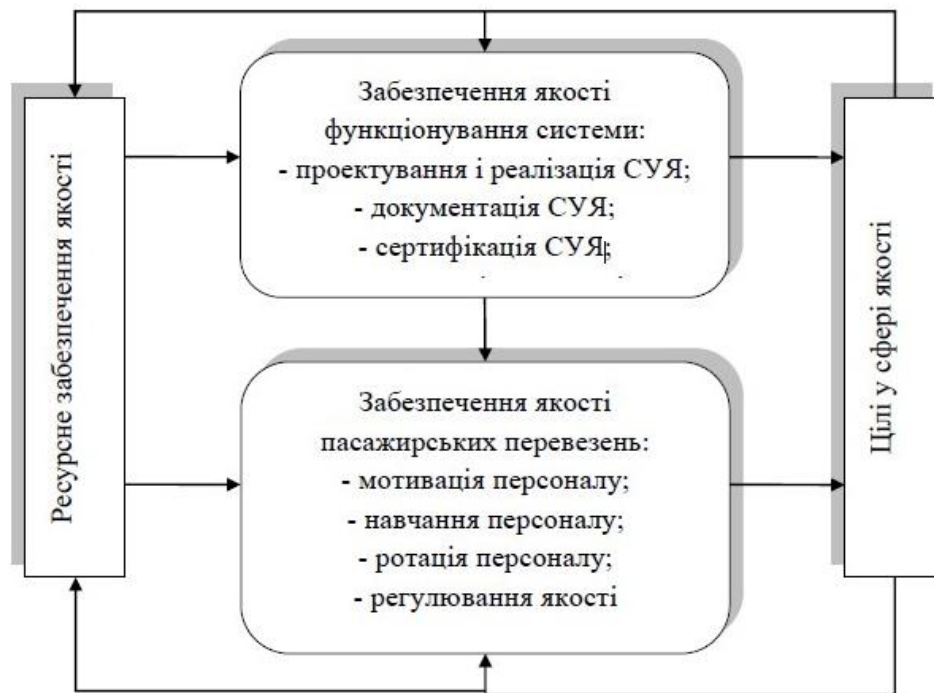 Ресурсне забезпечення якості
Забезпечення якості
функціонування системи:
- проектування і реалізація СУЯ;
- документація СУЯ;
- сертифікація СУЯ;
Забезпечення якості
пасажирських перевезень:
- мотивація персоналу;
- навчання персоналу;
- ротація персоналу;
- регулювання якості
Цілі у сфері якості